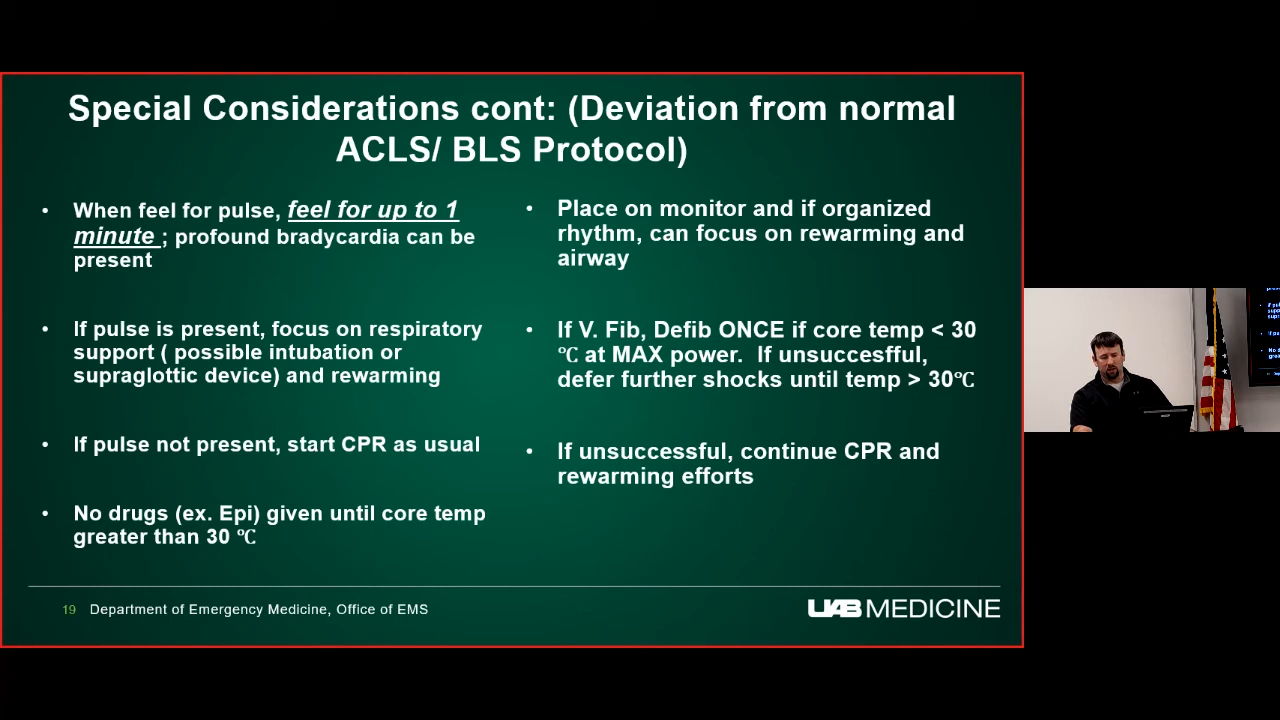 Special Considerations cont: (Deviation from normal
ACLS/ BLS Protocol)
• When feel for pulse, feel for up to 1
minute ; profound bradycardia can be
present
• If pulse is present, focus on respiratory
support ( possible intubation or
supraglottic device) and rewarming
• If pulse not present, start CPR as usual
• No drugs (ex. Epi) given until core temp
greater than 30 ℃
• Place on monitor and if organized
rhythm, can focus on rewarming and
airway
• If V. Fib, Defib ONCE if core temp < 30
℃ at MAX power. If unsuccesfful,
defer further shocks until temp > 30℃
• If unsuccessful, continue CPR and
rewarming efforts
19 Department of Emergency Medicine, Office of EMS
UAB MEDICINE